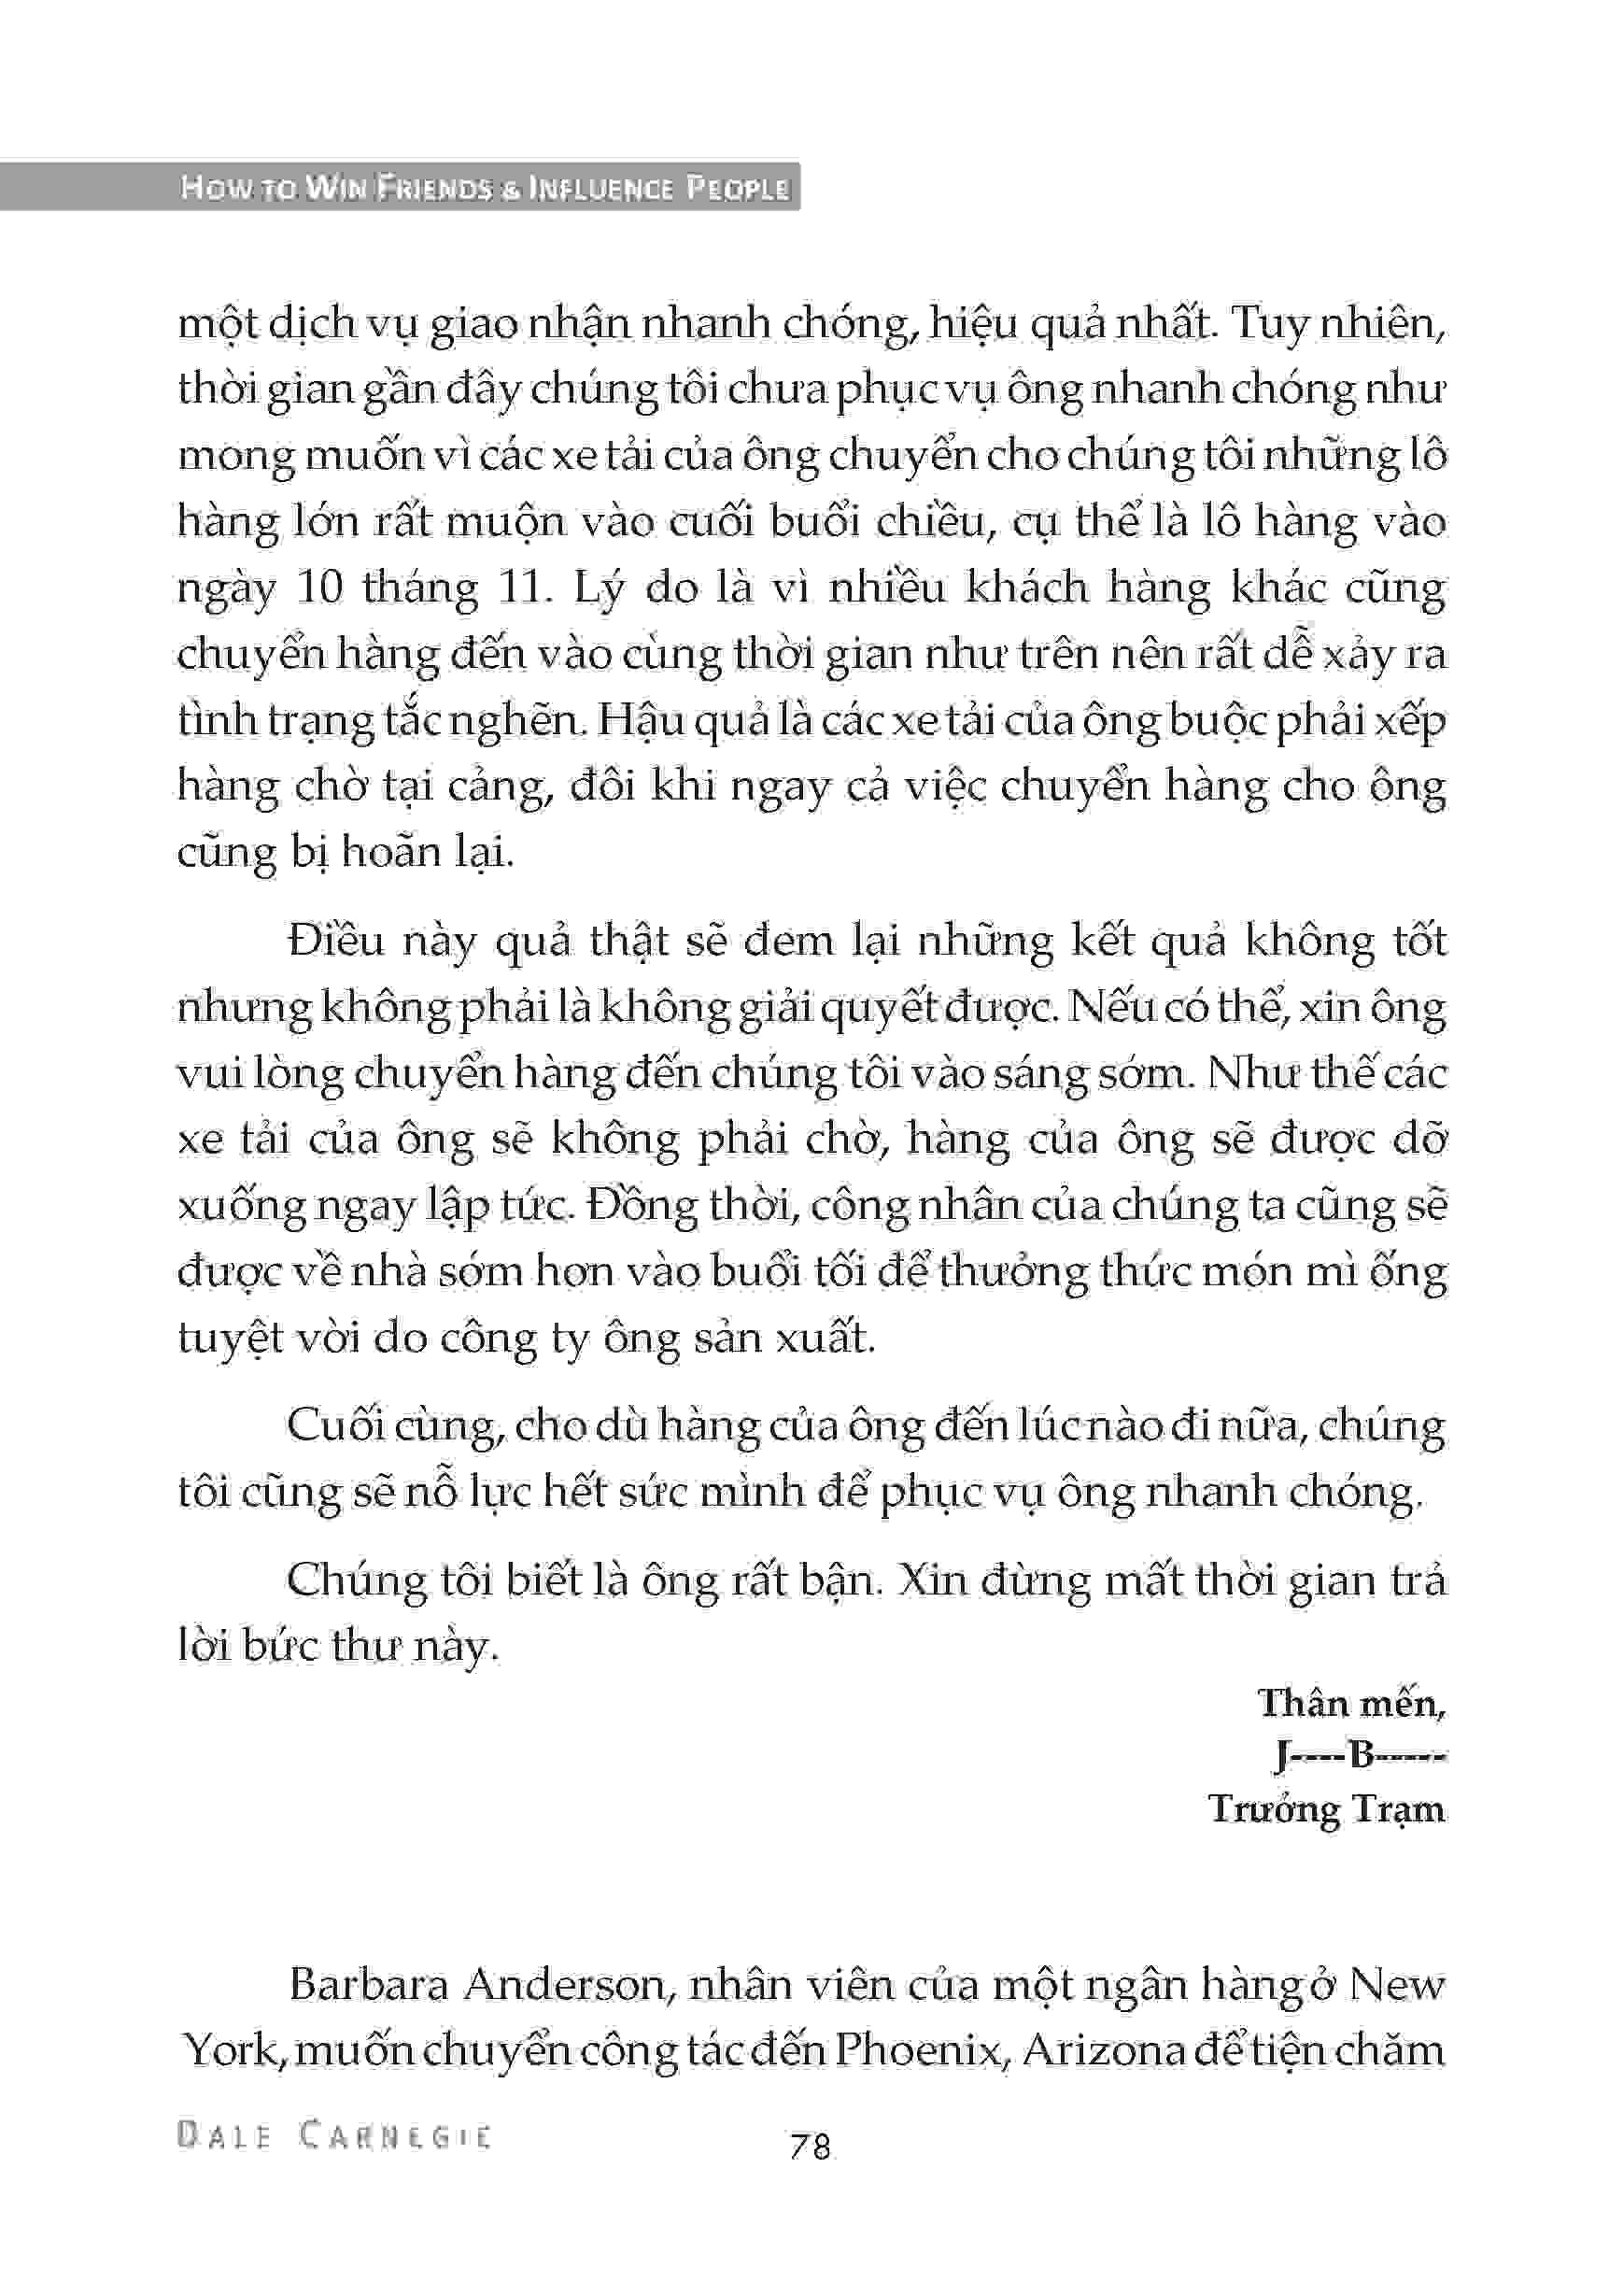 HOW TO WIN FRIENDS & INFLUENCE PEOPLE
một dịch vụ giao nhận nhanh chóng, hiệu quả nhất. Tuy nhiên,
thời gian gần đây chúng tôi chưa phục vụ ông nhanh chóng như
mong muốn vì các xe tải của ông chuyển cho chúng tôi những lô
hàng lớn rất muộn vào cuối buổi chiều, cụ thể là lô hàng vào
ngày 10 tháng 11. Lý do là vì nhiều khách hàng khác cũng
chuyển hàng đến vào cùng thời gian như trên nên rất dễ xảy ra
tình trạng tắc nghẽn. Hậu quả là các xe tải của ông buộc phải xếp
hàng chờ tại cảng, đôi khi ngay cả việc chuyển hàng cho ông
cũng bị hoãn lại.
Điều này quả thật sẽ đem lại những kết quả không tốt
nhưng không phải là không giải quyết được. Nếu có thể, xin ông
vui lòng chuyển hàng đến chúng tôi vào sáng sớm. Như thế các
xe tải của ông sẽ không phải chờ, hàng của ông sẽ được dỡ
xuống ngay lập tức. Đồng thời, công nhân của chúng ta cũng sẽ
được về nhà sớm hơn vào buổi tối để thưởng thức món mì ống
tuyệt vời do công ty ông sản xuất.
Cuối cùng, cho dù hàng của ông đến lúc nào đi nữa, chúng
tôi cũng sẽ nỗ lực hết sức mình để phục vụ ông nhanh chóng.
Chúng tôi biết là ông rất bận. Xin đừng mất thời gian trả
lời bức thư này.
Thân mến,
J----B-----
Trưởng Trạm
Barbara Anderson, nhân viên của một ngân hàng ở New
York, muốn chuyển công tác đến Phoenix, Arizona để tiện chăm
DALE CARNEGIE
78